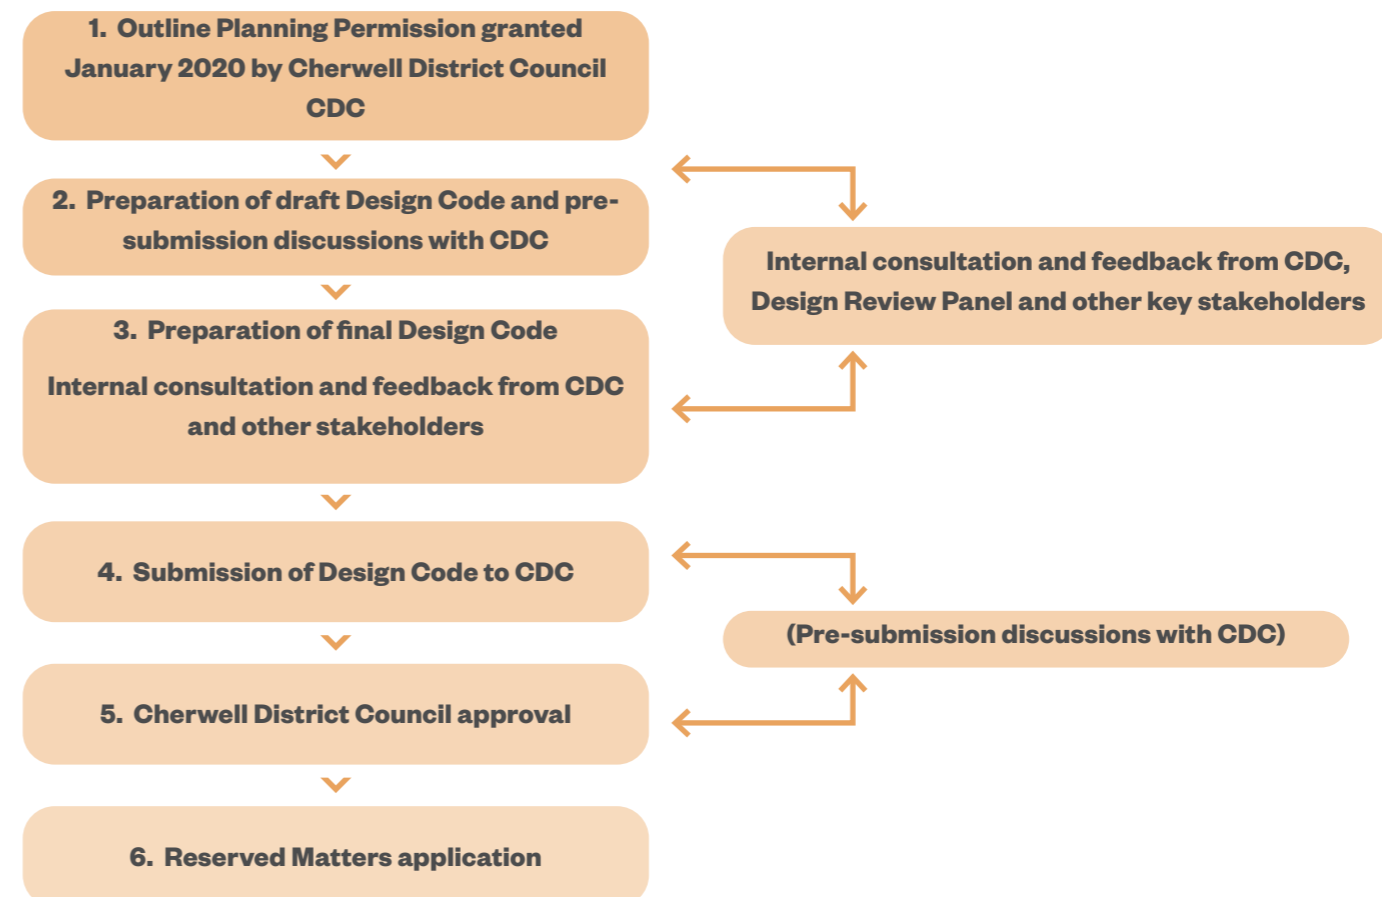 1. Outline Planning Permission granted
January 2020 by Cherwell District Council
CDC
2. Preparation of draft Design Code and pre-
submission discussions with CDC
Internal consultation and feedback from CDC,
Design Review Panel and other key stakeholders
3. Preparation of final Design Code
Internal consultation and feedback from CDC
and other stakeholders
4. Submission of Design Code to CDC
(Pre-submission discussions with CDC)
5. Cherwell District Council approval
6. Reserved Matters application